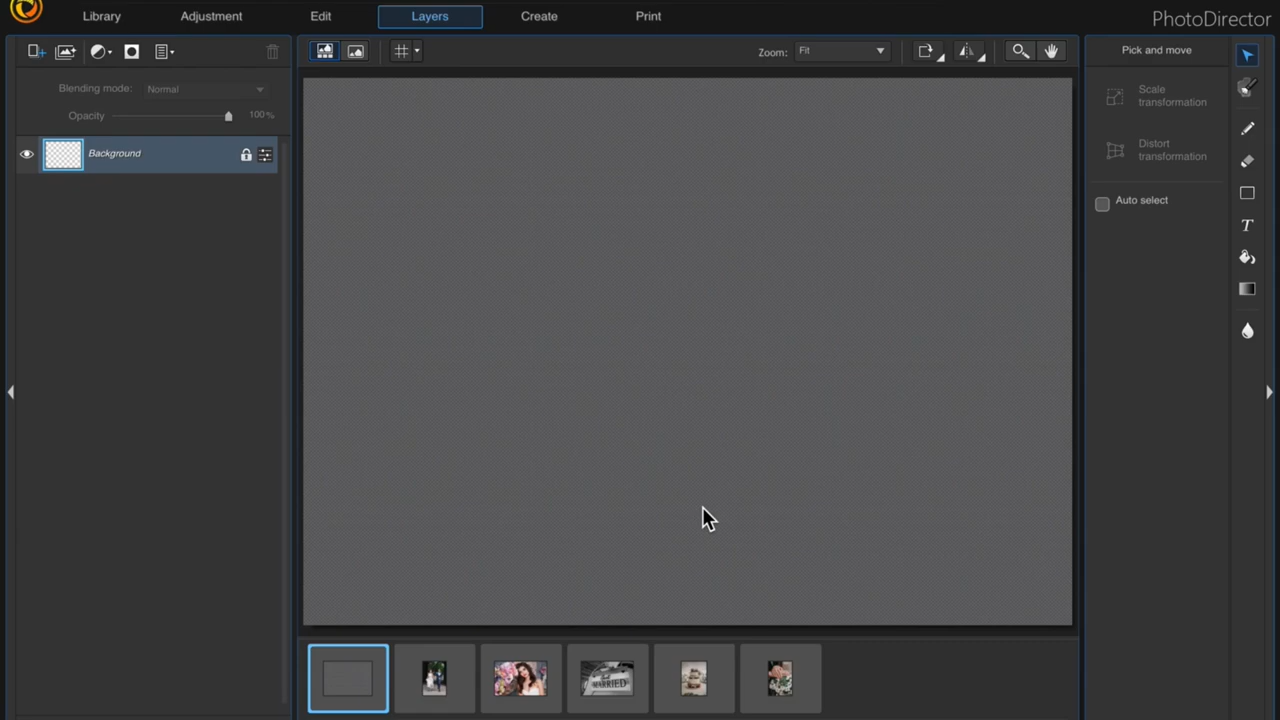 Library
Adjustment
Edit
Layers
Create
Print
PhotoDirector
Zoom:
Fit
Pick and move
Blending mode:
Normal
Opacity
100%
Scale
transformation
Distort
transformation
Background
Auto select
MARRIED